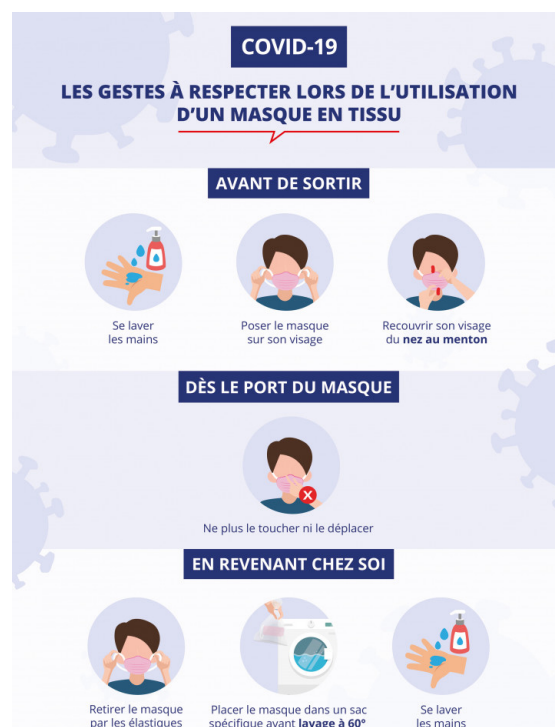 COVID-19
LES GESTES À RESPECTER LORS DE L'UTILISATION
D'UN MASQUE EN TISSU
AVANT DE SORTIR
Se laver
les mains
Poser le masque
sur son visage
Recouvrir son visage
du nez au menton
DÈS LE PORT DU MASQUE
X
Ne plus le toucher ni le déplacer
EN REVENANT CHEZ SOI
Retirer le masque
par les élastiques
Placer le masque dans un sac
spécifique avant lavage à 60°
Se laver
les mains